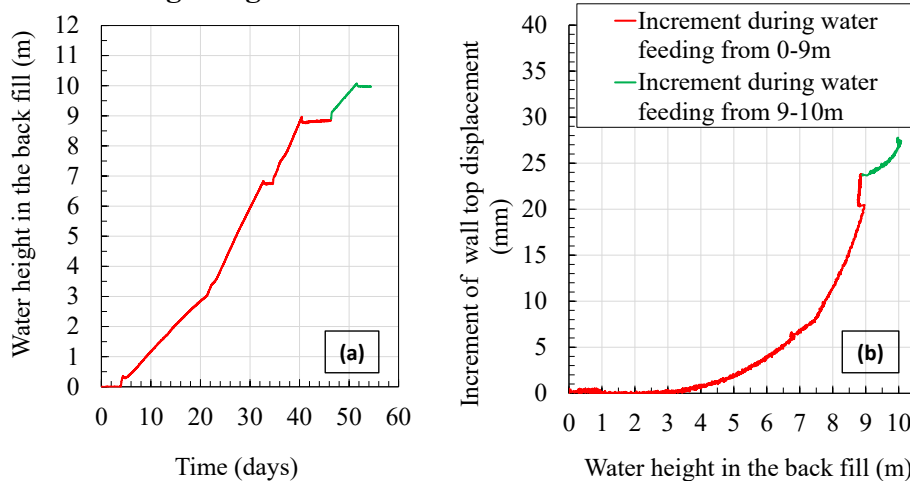 12
11
10
9
8
7
6
5
4
3
2
1
0
0 10 20 30 40 50 60
Water height in the back fill (m)
Time (days)
(a)
40
35
30
25
20
15
10
5
0
0 1 2 3 4 5 6 7 8 9 10
Increment of wall top displacement
(mm)
Water height in the back fill (m)
Increment during water
feeding from 0-9m
Increment during water
feeding from 9-10m
(b)